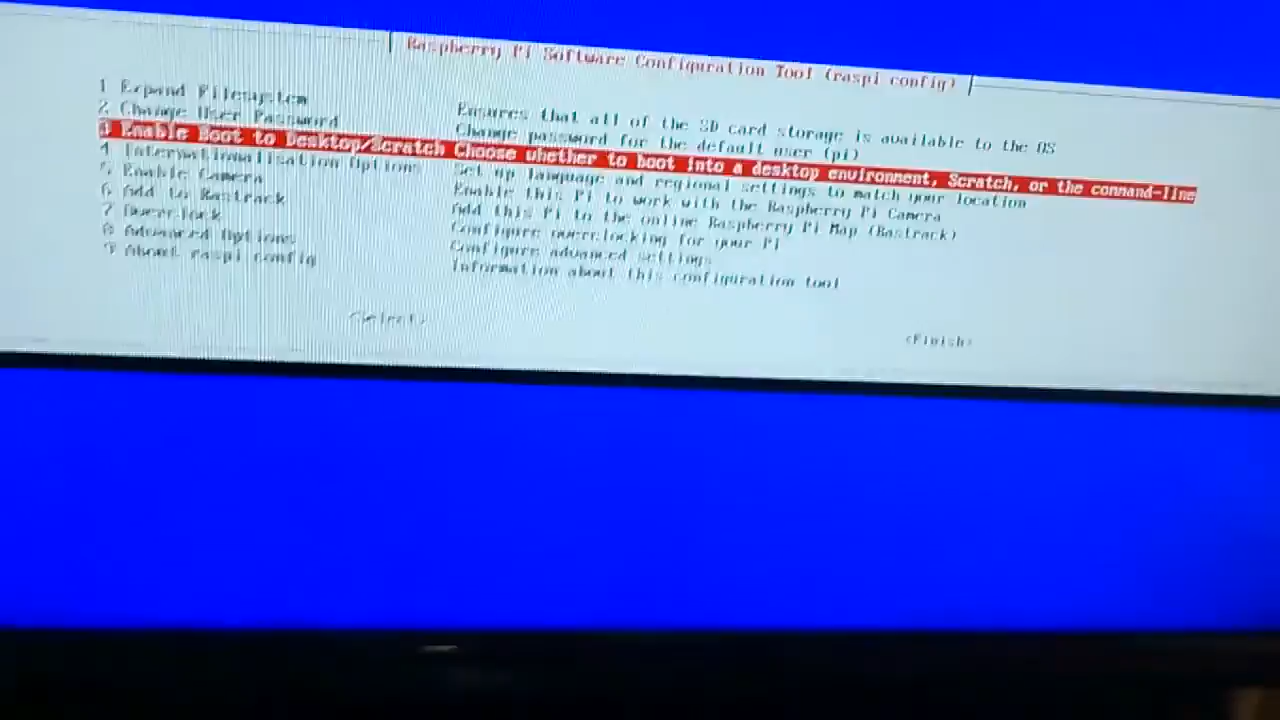 Raspberry Pi Software Configuration Tool (raspi-config)
1 Expand Filesystem Ensures that all of the SD card storage is available to the OS
2 Change User Password Change password for the default user (pi)
3 Enable Boot to Desktop/Scratch Choose whether to boot into a desktop environment, Scratch, or the command-line
4 Internationalisation Options Set up language and regional settings to match your location
5 Enable Camera Enable this Pi to work with the Raspberry Pi Camera
6 Add to Rastrack Add this Pi to the online Raspberry Pi Map (Rastrack)
7 Overclock Configure overclocking for your Pi
8 Advanced Options Configure advanced settings
9 About raspi-config Information about this configuration tool
<Select> <Finish>